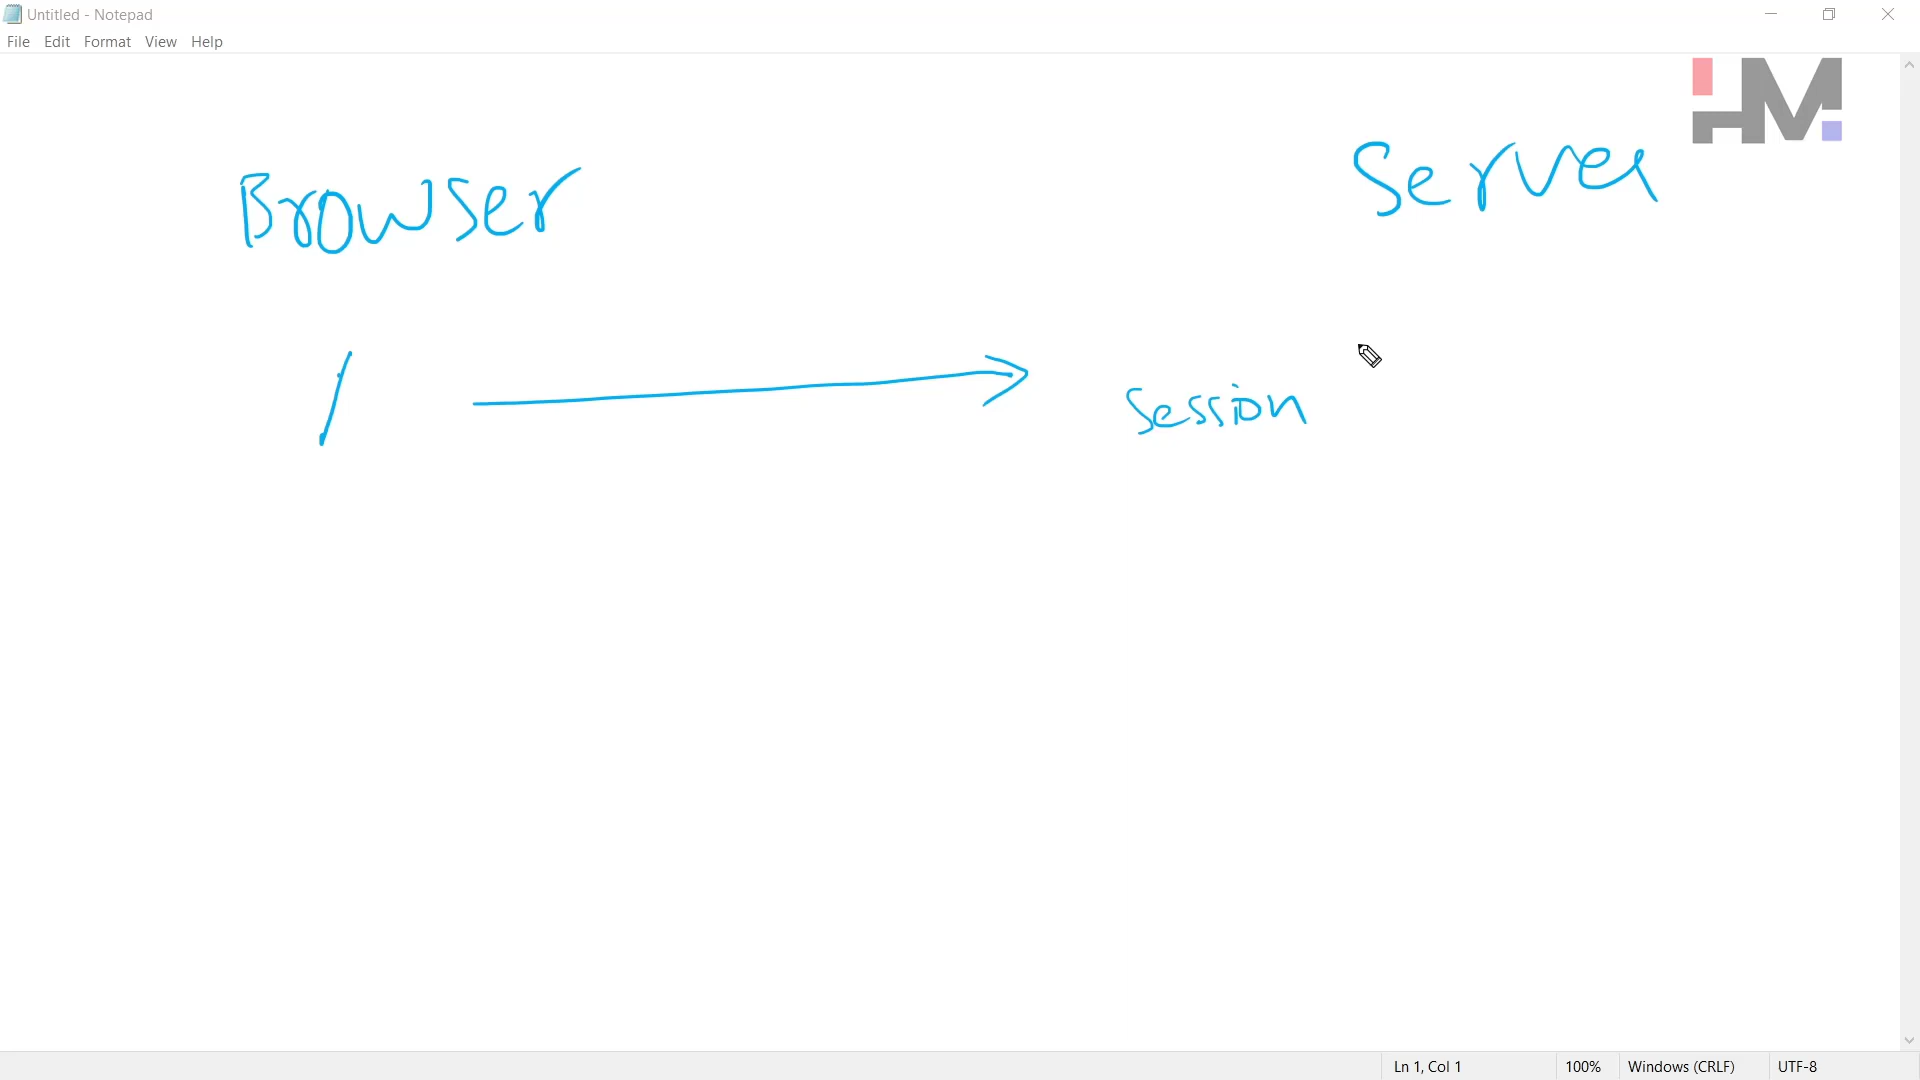 Untitled - Notepad
File Edit Format View Help
HM
Browser Server
/ Session
Ln 1, Col 1 100% Windows (CRLF) UTF-8